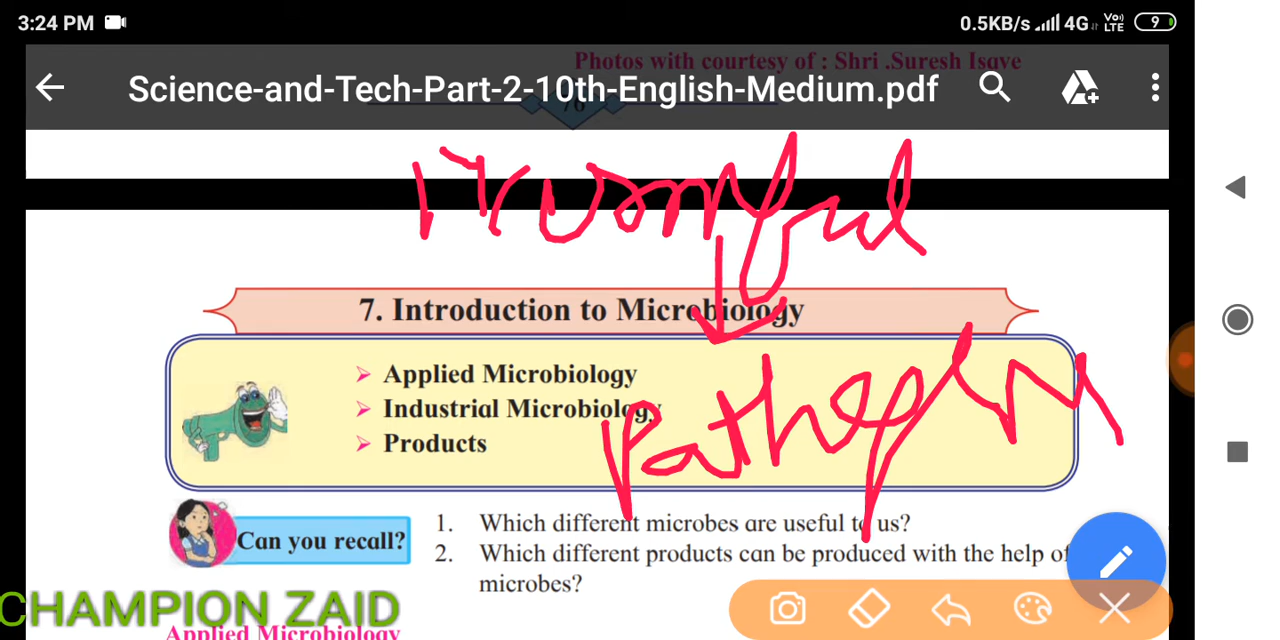 3:24 PM 0.5KB/s 4G Vo) LTE 9
Photos with courtesy of : Shri .Suresh Isave
Science-and-Tech-Part-2-10th-English-Medium.pdf
76
7. Introduction to Microbiology
Applied Microbiology
Industrial Microbiology
Products
Can you recall?
1. Which different microbes are useful to us?
2. Which different products can be produced with the help of
microbes?
CHAMPION ZAID
Applied Microbiology